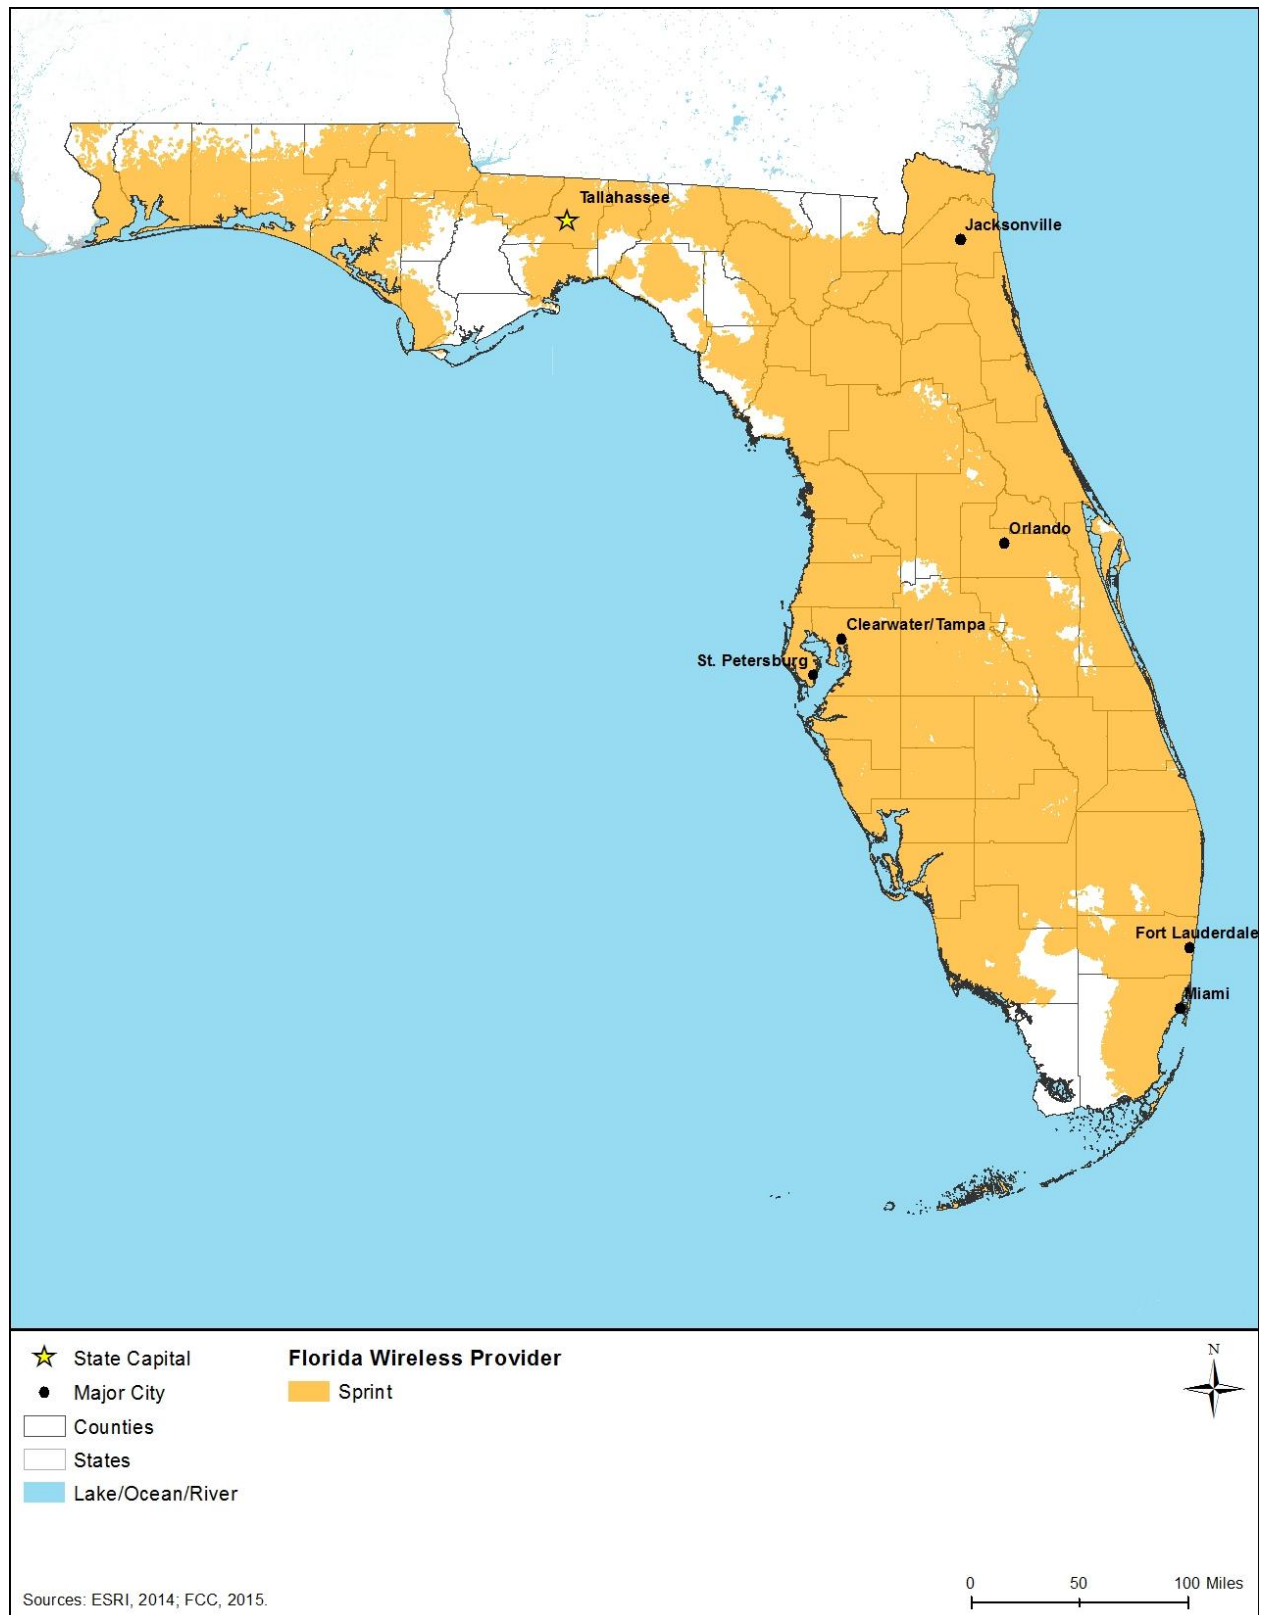 Tallahassee
Jacksonville
Orlando
Clearwater/Tampa
St. Petersburg
Fort Lauderdale
Miami
State Capital
Major City
Counties
States
Lake/Ocean/River
Florida Wireless Provider
Sprint
N
Sources: ESRI, 2014; FCC, 2015.
0 50 100 Miles